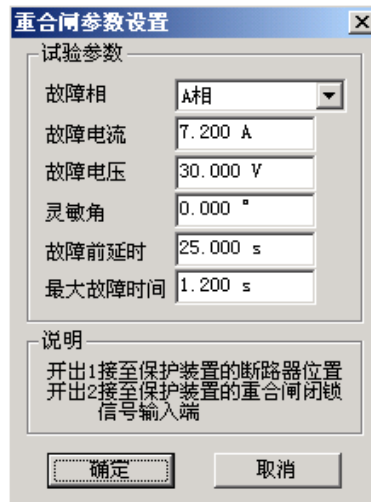 重合闸参数设置
试验参数
故障相 A相
故障电流 7.200 A
故障电压 30.000 V
灵敏角 0.000 °
故障前延时 25.000 s
最大故障时间 1.200 s
说明
开出1接至保护装置的断路器位置
开出2接至保护装置的重合闸闭锁
信号输入端
确定 取消